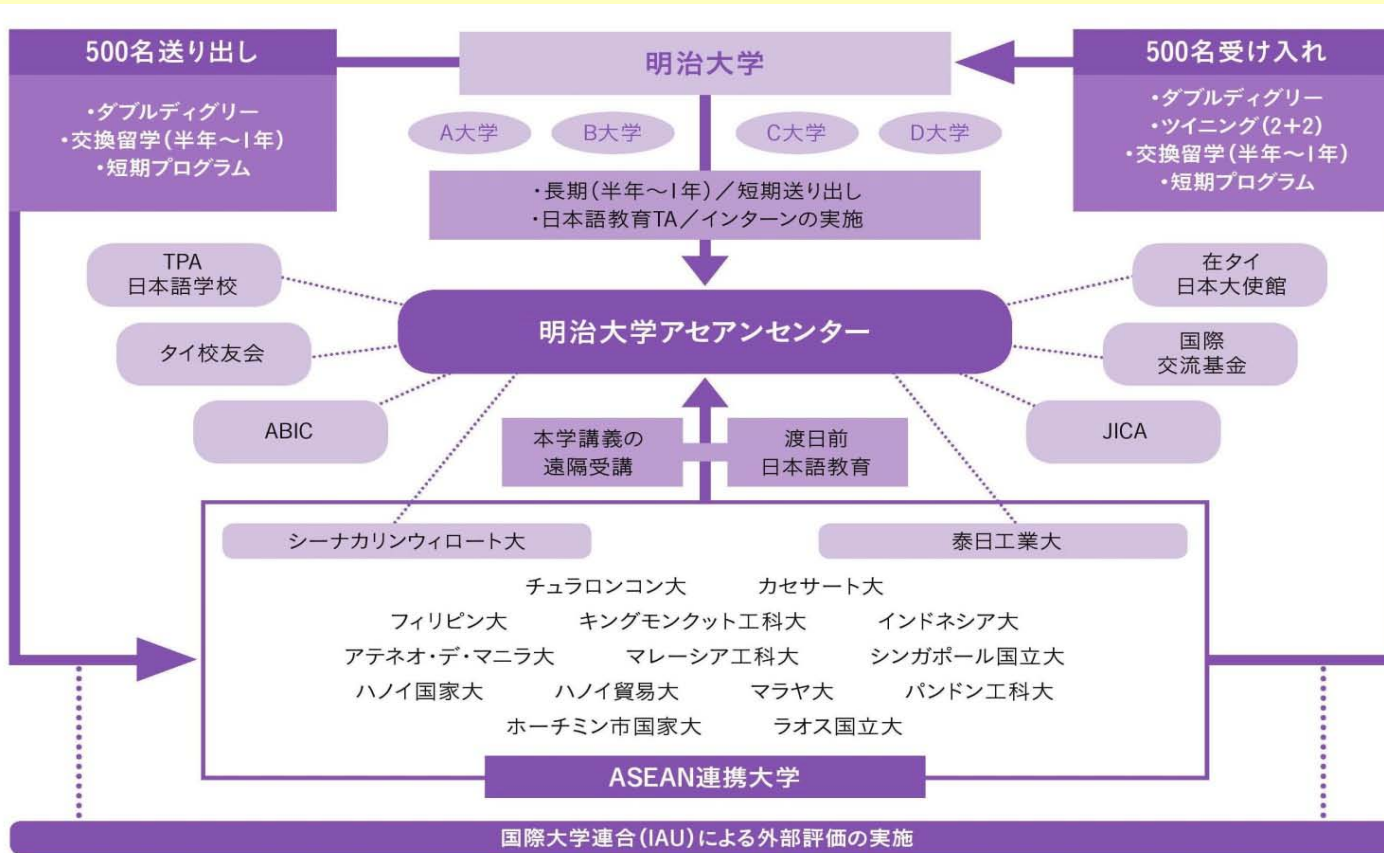 500名送り出し
・ダブルディグリー
・交換留学(半年〜1年)
・短期プログラム
明治大学
500名受け入れ
・ダブルディグリー
・ツイニング(2+2)
・交換留学(半年〜1年)
・短期プログラム
A大学
B大学
C大学
D大学
・長期(半年〜1年)/短期送り出し
・日本語教育TA/インターンの実施
TPA
日本語学校
タイ校友会
ABIC
明治大学アセアンセンター
在タイ
日本大使館
国際
交流基金
JICA
本学講義の
遠隔受講
渡日前
日本語教育
シーナカリンウィロート大
泰日工業大
チュラロンコン大 カセサート大
フィリピン大 キングモンクット工科大 インドネシア大
アテネオ・デ・マニラ大 マレーシア工科大 シンガポール国立大
ハノイ国家大 ハノイ貿易大 マラヤ大 バンドン工科大
ホーチミン市国家大 ラオス国立大
ASEAN連携大学
国際大学連合(IAU)による外部評価の実施